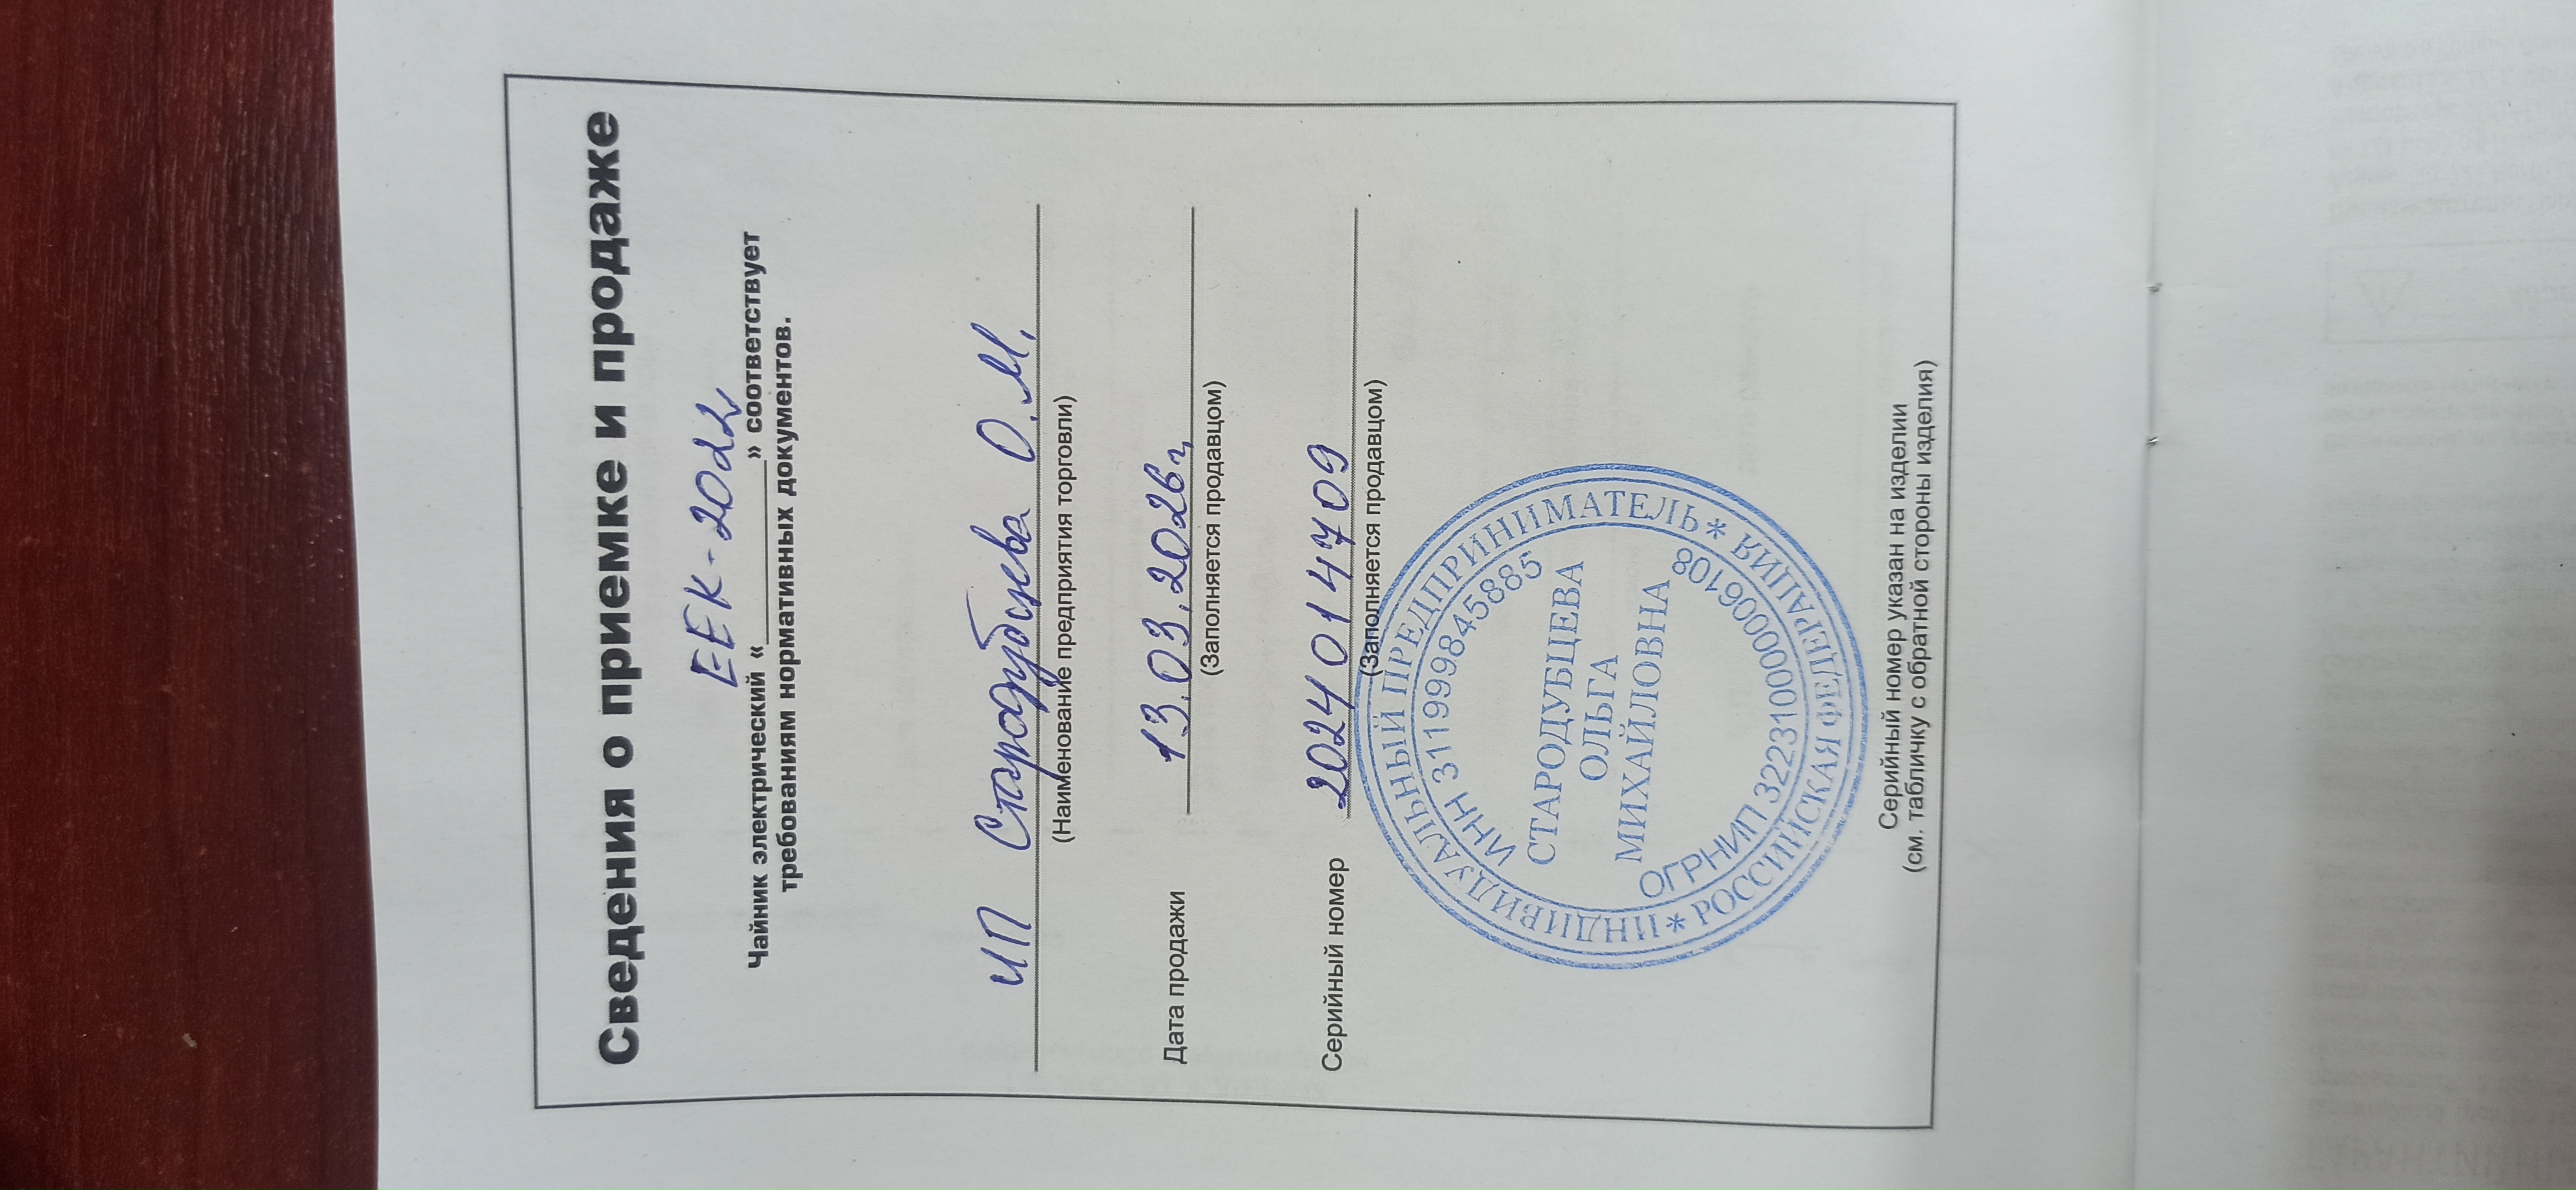 Сведения о приемке и продаже
Чайник электрический « EEK-2022 » соответствует
требованиям нормативных документов.
ИП Стародубцева О.М.
(Наименование предприятия торговли)
Дата продажи 13.03.2026г.
(Заполняется продавцом)
Серийный номер 2024014709
(Заполняется продавцом)
* ИНДИВИДУАЛЬНЫЙ ПРЕДПРИНИМАТЕЛЬ *
РОССИЙСКАЯ ФЕДЕРАЦИЯ
ИНН 311999845885
СТАРОДУБЦЕВА
ОЛЬГА
МИХАЙЛОВНА
ОГРНИП 322310000006108
Серийный номер указан на изделии
(см. табличку с обратной стороны изделия)